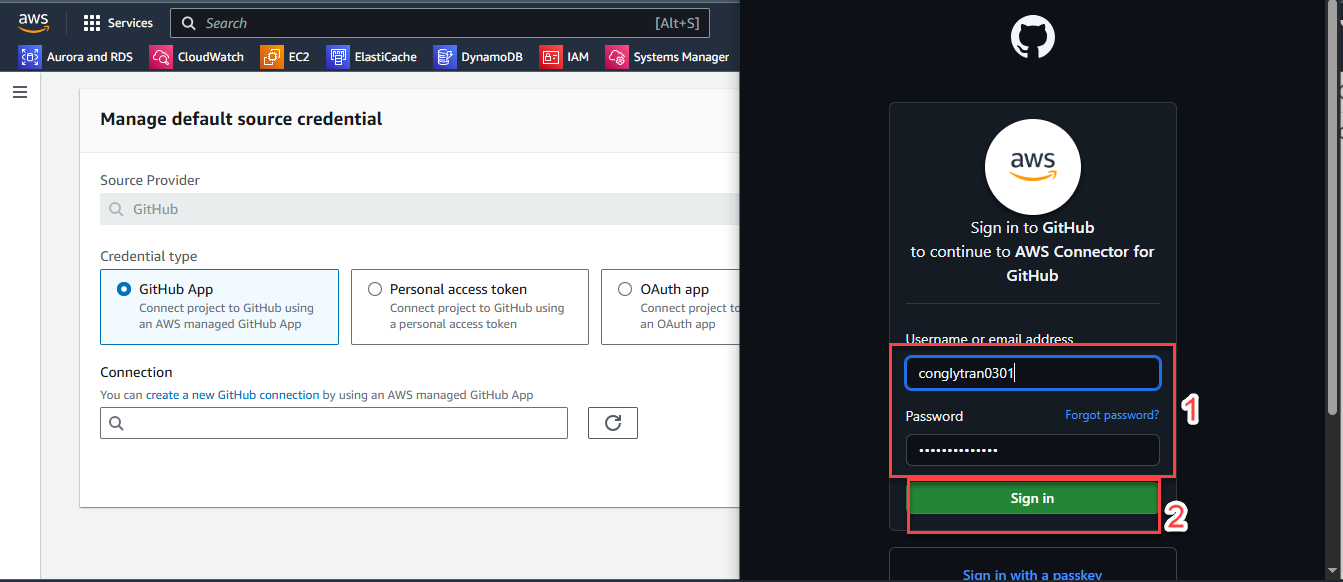 aws
Services
Search
[Alt+S]
Aurora and RDS
CloudWatch
EC2
ElastiCache
DynamoDB
IAM
Systems Manager
Manage default source credential
Source Provider
GitHub
Credential type
GitHub App
Connect project to GitHub using
an AWS managed GitHub App
Personal access token
Connect project to GitHub using
a personal access token
OAuth app
Connect project to
an OAuth app
Connection
You can create a new GitHub connection by using an AWS managed GitHub App
aws
Sign in to GitHub
to continue to AWS Connector for
GitHub
Username or email address
conglytran0301
Password
Forgot password?
••••••••••••••
1
Sign in
2
Sign in with a passkey